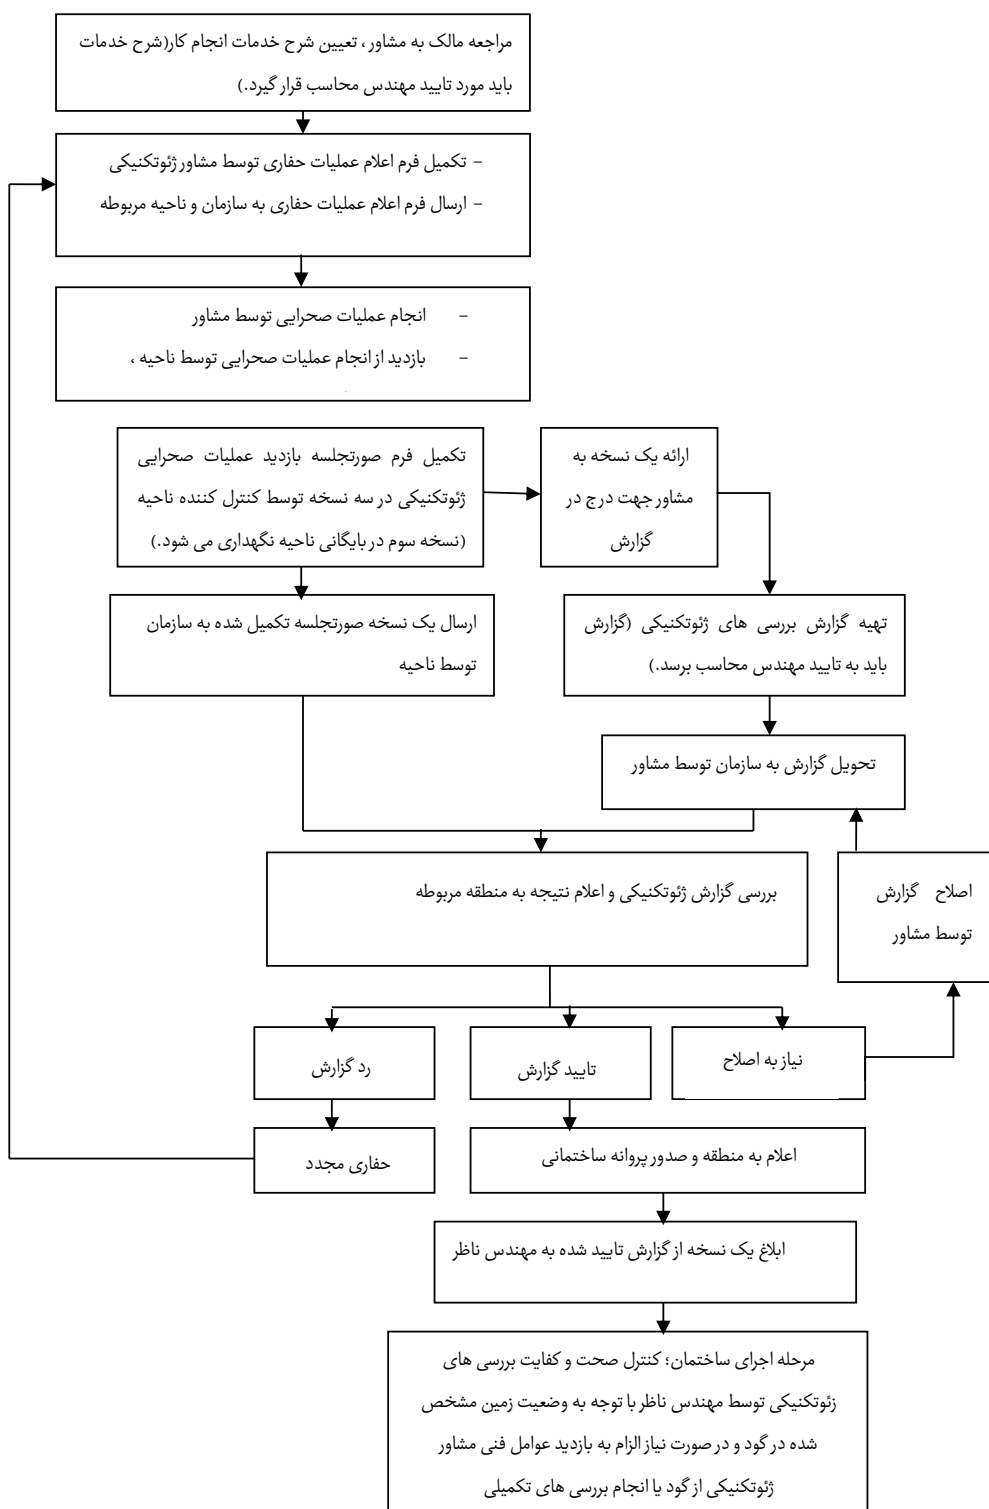 مراجعه مالک به مشاور ، تعیین شرح خدمات انجام کار(شرح خدمات
باید مورد تایید مهندس محاسب قرار گیرد.)
– تکمیل فرم اعلام عملیات حفاری توسط مشاور ژئوتکنیکی
– ارسال فرم اعلام عملیات حفاری به سازمان و ناحیه مربوطه
– انجام عملیات صحرایی توسط مشاور
– بازدید از انجام عملیات صحرایی توسط ناحیه ،
تکمیل فرم صورتجلسه بازدید عملیات صحرایی
ژئوتکنیکی در سه نسخه توسط کنترل کننده ناحیه
(نسخه سوم در بایگانی ناحیه نگهداری می شود.)
ارائه یک نسخه به
مشاور جهت درج در
گزارش
ارسال یک نسخه صورتجلسه تکمیل شده به سازمان
توسط ناحیه
تهیه گزارش بررسی های ژئوتکنیکی (گزارش
باید به تایید مهندس محاسب برسد.)
تحویل گزارش به سازمان توسط مشاور
بررسی گزارش ژئوتکنیکی و اعلام نتیجه به منطقه مربوطه
اصلاح گزارش
توسط مشاور
نیاز به اصلاح
تایید گزارش
رد گزارش
حفاری مجدد
اعلام به منطقه و صدور پروانه ساختمانی
ابلاغ یک نسخه از گزارش تایید شده به مهندس ناظر
مرحله اجرای ساختمان؛ کنترل صحت و کفایت بررسی های
زئوتکنیکی توسط مهندس ناظر با توجه به وضعیت زمین مشخص
شده در گود و در صورت نیاز الزام به بازدید عوامل فنی مشاور
ژئوتکنیکی از گود یا انجام بررسی های تکمیلی